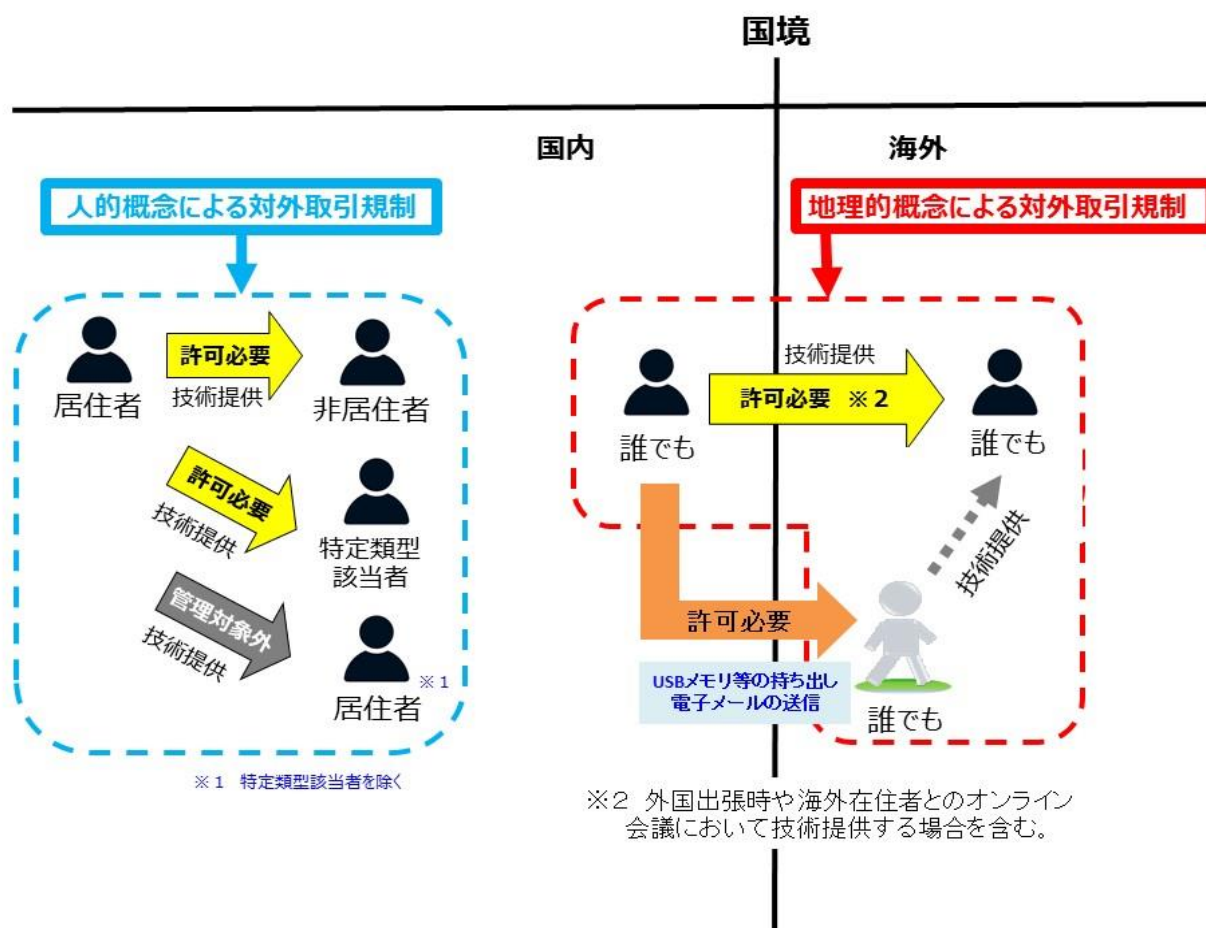 国境
国内
海外
人的概念による対外取引規制
地理的概念による対外取引規制
居住者
許可必要
技術提供
非居住者
許可必要
技術提供
特定類型
該当者
管理対象外
技術提供
居住者
※1
※1 特定類型該当者を除く
誰でも
技術提供
許可必要 ※2
誰でも
技術提供
許可必要
USBメモリ等の持ち出し
電子メールの送信
誰でも
※2 外国出張時や海外在住者とのオンライン
会議において技術提供する場合を含む。